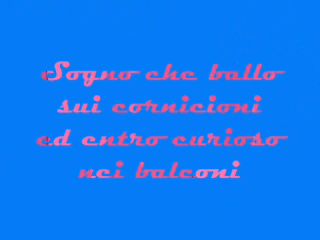 Sogno che ballo
sui cornicioni
ed entro curioso
nei balconi